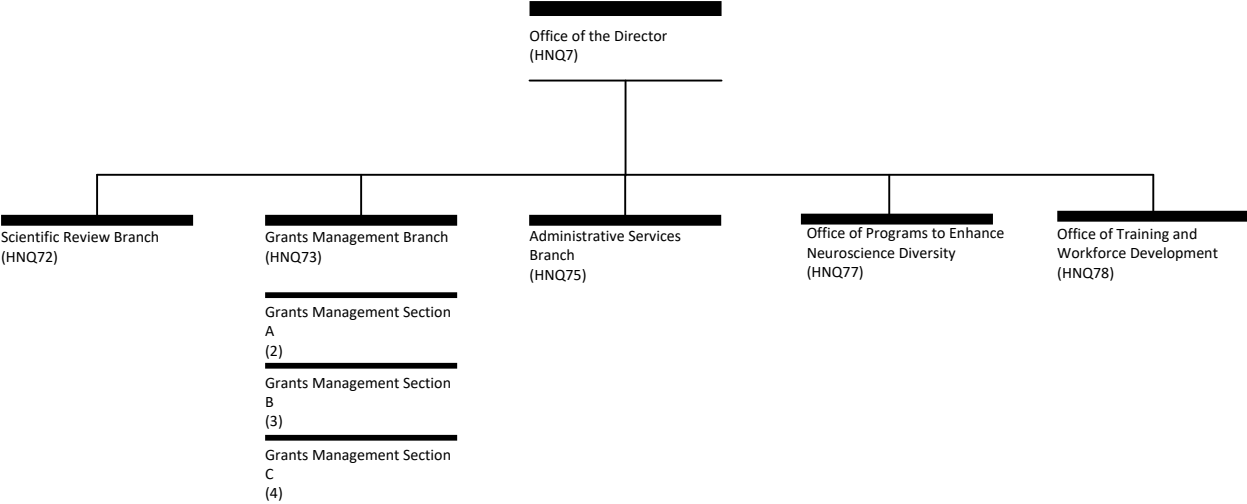 Office of the Director
(HNQ7)
Scientific Review Branch
(HNQ72)
Grants Management Branch
(HNQ73)
Grants Management Section
A
(2)
Grants Management Section
B
(3)
Grants Management Section
C
(4)
Administrative Services
Branch
(HNQ75)
Office of Programs to Enhance
Neuroscience Diversity
(HNQ77)
Office of Training and
Workforce Development
(HNQ78)